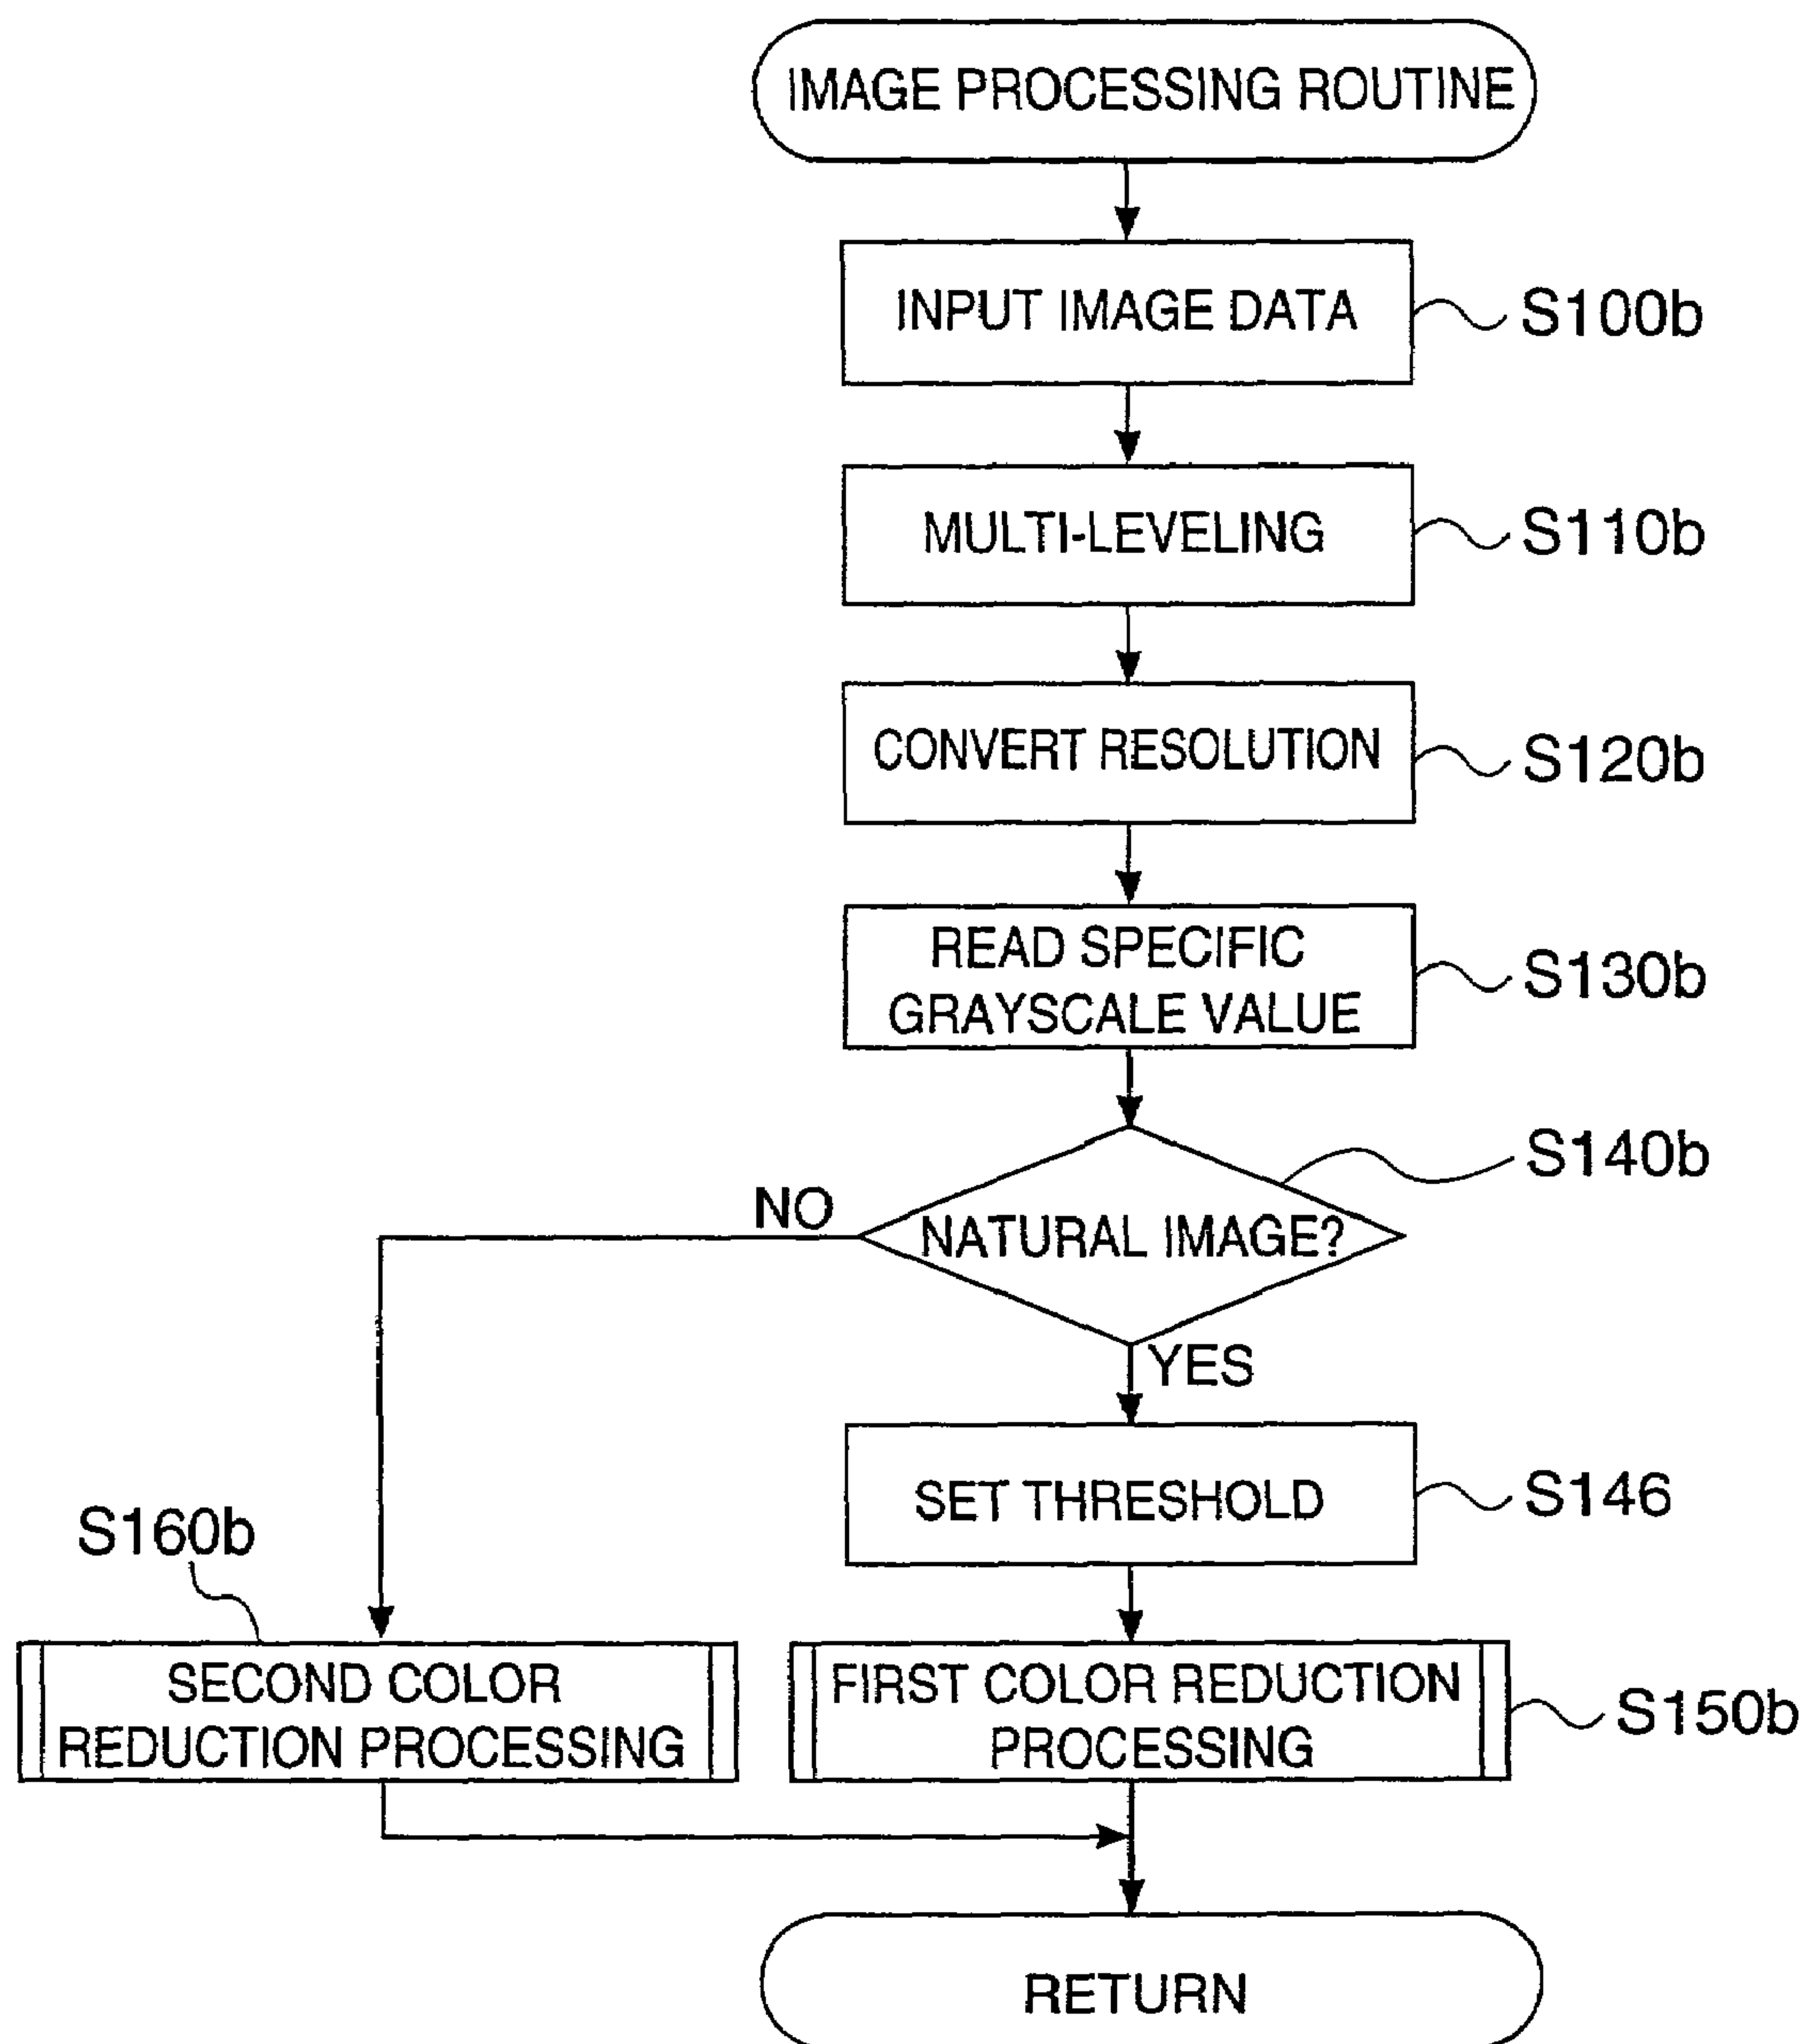 IMAGE PROCESSING ROUTINE
INPUT IMAGE DATA
S100b
MULTI-LEVELING
S110b
CONVERT RESOLUTION
S120b
READ SPECIFIC
GRAYSCALE VALUE
S130b
S140b
NATURAL IMAGE?
NO
YES
SET THRESHOLD
S146
S160b
SECOND COLOR
REDUCTION PROCESSING
FIRST COLOR REDUCTION
PROCESSING
S150b
RETURN